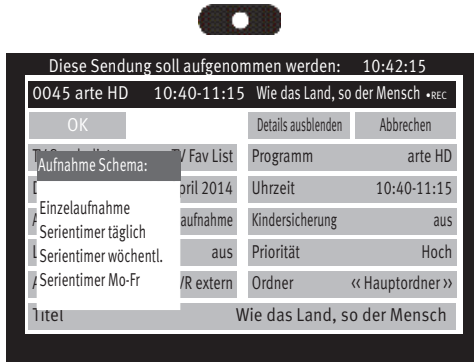 Diese Sendung soll aufgenommen werden: 10:42:15
0045 arte HD 10:40-11:15 Wie das Land, so der Mensch •REC
OK Details ausblenden Abbrechen
Aufnahme Schema:
Einzelaufnahme
Serientimer täglich
Serientimer wöchentl.
Serientimer Mo-Fr
TV Fav List Programm arte HD
2014 Uhrzeit 10:40-11:15
aufnahme Kindersicherung aus
aus Priorität Hoch
extern Ordner ‹‹ Hauptordner ››
Titel Wie das Land, so der Mensch